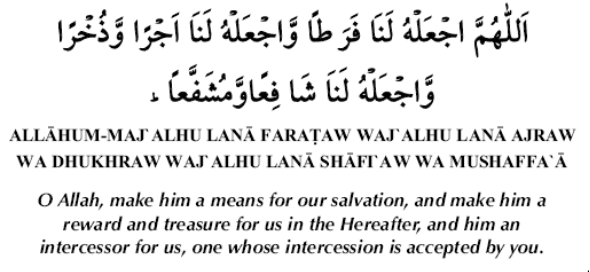 اَللّٰهُمَّ اجْعَلْهُ لَنَا فَرَ طًا وَّاجْعَلْهُ لَنَا اَجْرًا وَّذُخْرًا
وَّاجْعَلْهُ لَنَا شَا فِعًاوَّمُشَفَّعاً ؕ
ALLĀHUM-MAJ`ALHU LANĀ FARAṬAW WAJ`ALHU LANĀ AJRAW
WA DHUKHRAW WAJ`ALHU LANĀ SHĀFI`AW WA MUSHAFFA`Ā
O Allah, make him a means for our salvation, and make him a
reward and treasure for us in the Hereafter, and him an
intercessor for us, one whose intercession is accepted by you.